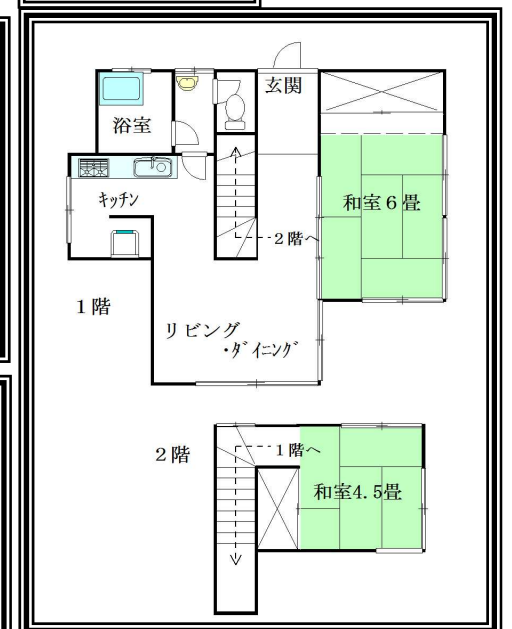 玄関
浴室
キッチン
和室6畳
2階へ
1階
リビング
・ダイニング
2階
1階へ
和室4.5畳